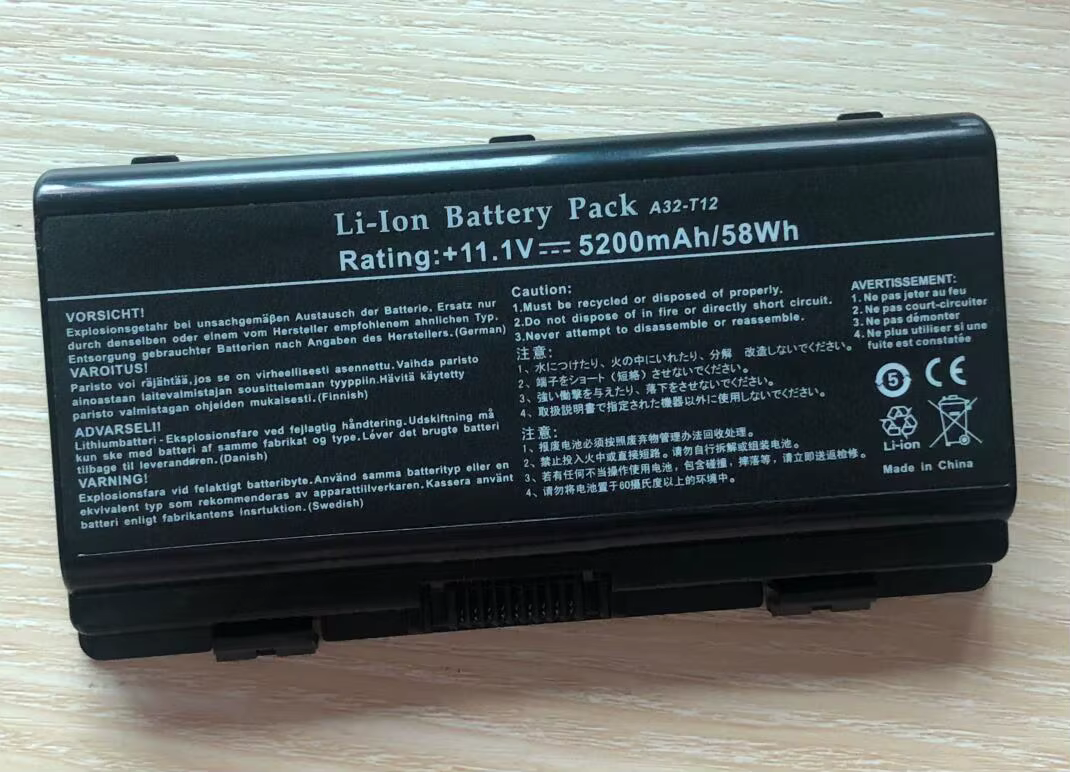 Li-Ion Battery Pack A32-T12
Rating:+11.1V 5200mAh/58Wh
VORSICHT!
Explosionsgetahr bei unsachgemäßen Austausch der Batterie. Ersatz nur
durch denselben oder einem vom Hersteller empfohlenem ähnlichen Typ.
Entsorgung gebrauchter Batterien nach Angaben des Herstellers.(German)
VAROITUS!
Paristo voi räjähtää,jos se on virheellisesti asennettu.Vaihda paristo
ainoastaan laitevalmistajan sousittelemaan tyyppiin.Hävitä käytetty
paristo valmistagan ohjeiden mukaisesti.(Finnish)
ADVARSELI!
Lithiumbatteri - Eksplosionsfare ved fejlagtig håndtering.Udskiftning må
kun ske med batteri af samme fabrikat og type.Léver det brugte batteri
tilbage til leverandøren.(Danish)
VARNING!
Explosionsfara vid felaktigt batteribyte.Använd samma batterityp eller en
ekvivalent typ som rekommenderas av apparattillverkaren.Kassera använt
batteri enligt fabrikantens insrtuktion.(Swedish)
Caution:
1.Must be recycled or disposed of properly.
2.Do not dispose of in fire or directly short circuit.
3.Never attempt to disassemble or reassemble.
注意:
1、水につけたり、火の中にいれたり、分解 改造しないでください。
2、端子をショート（短絡）させないでください。
3、強い衝撃を与えたり、落下をさせないでください。
4、取扱説明書で指定された機器以外に使用しないでください。
注意:
1、报废电池必须按照废弃物管理办法回收处理。
2、禁止投入火中或直接短路。请勿自行拆解或组装电池。
3、若有任何不当操作使用电池，包含碰撞，摔落等，请立即送返检修。
4、请勿将电池置于60摄氏度以上的环境中。
AVERTISSEMENT:
1. Ne pas jeter au feu
2. Ne pas court-circuiter
3. Ne pas démonter
4. Ne plus utiliser si une
fuite est constatée
5 CE
Li-ion
Made in China